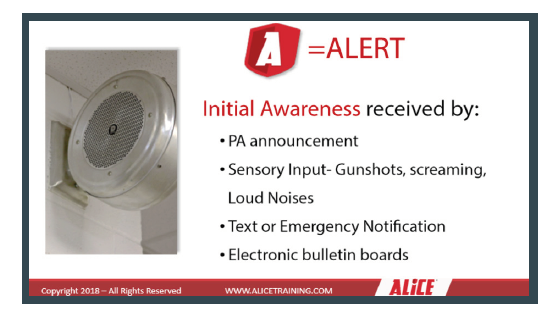 A =ALERT
Initial Awareness received by:
• PA announcement
• Sensory Input- Gunshots, screaming,
Loud Noises
• Text or Emergency Notification
• Electronic bulletin boards
Copyright 2018 – All Rights Reserved WWW.ALICETRAINING.COM ALiCE